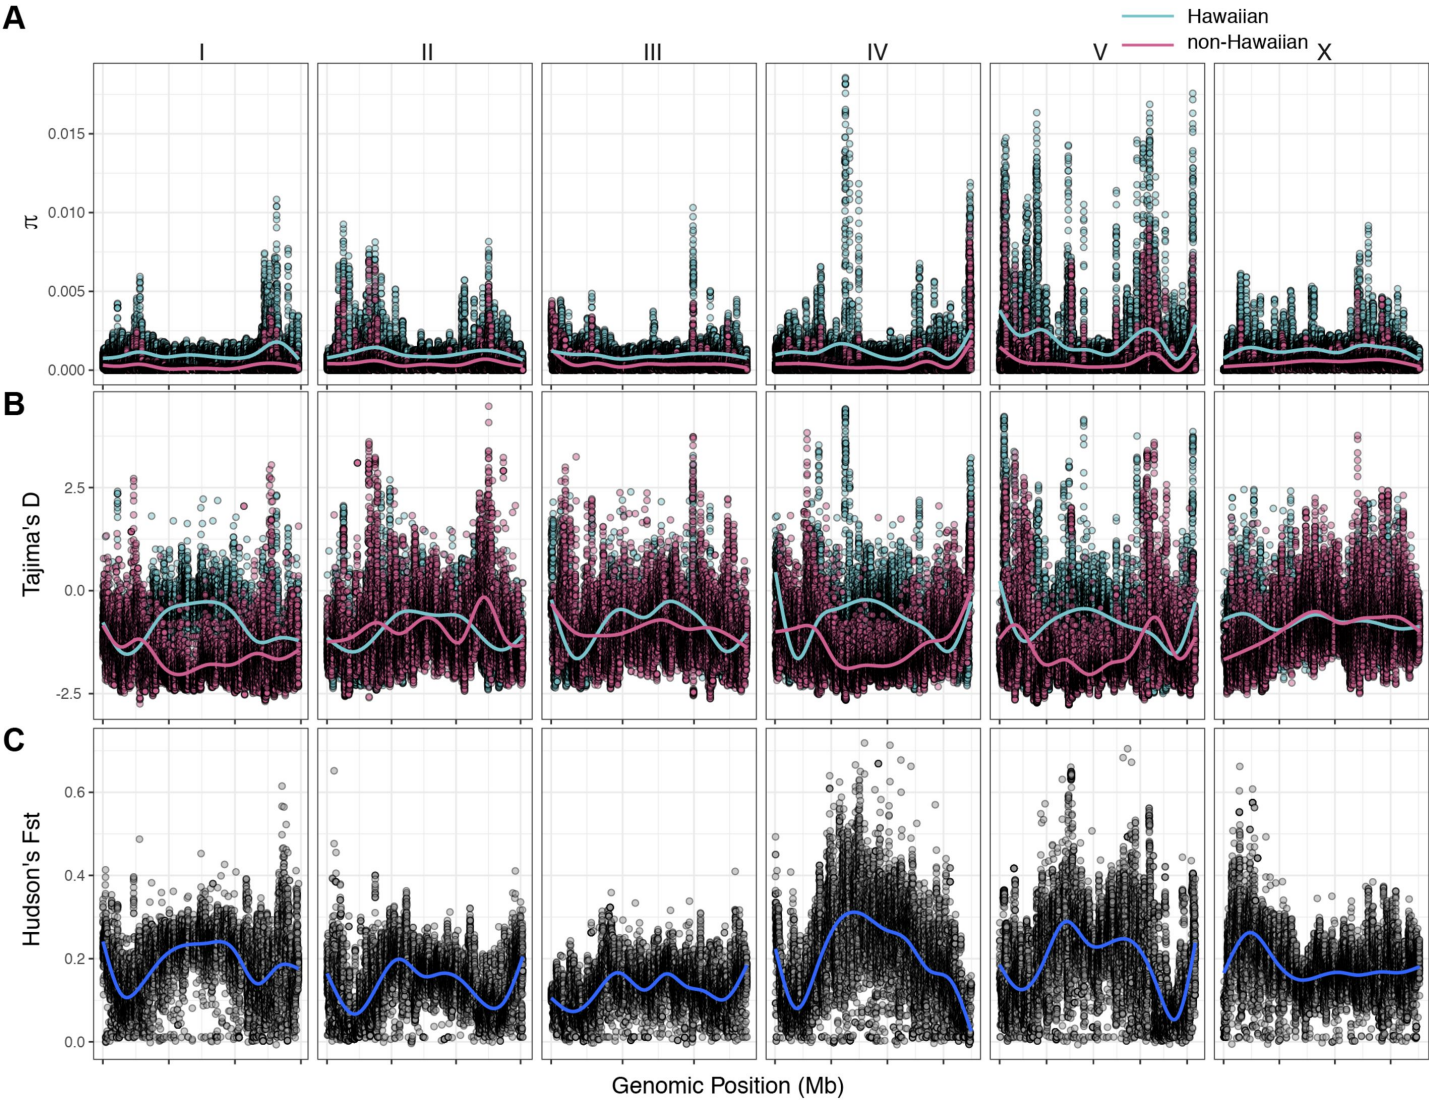 A
Hawaiian
non-Hawaiian
I II III IV V X
0.015
0.010
0.005
0.000
π
B
2.5
0.0
-2.5
Tajima's D
C
0.6
0.4
0.2
0.0
Hudson's Fst
Genomic Position (Mb)